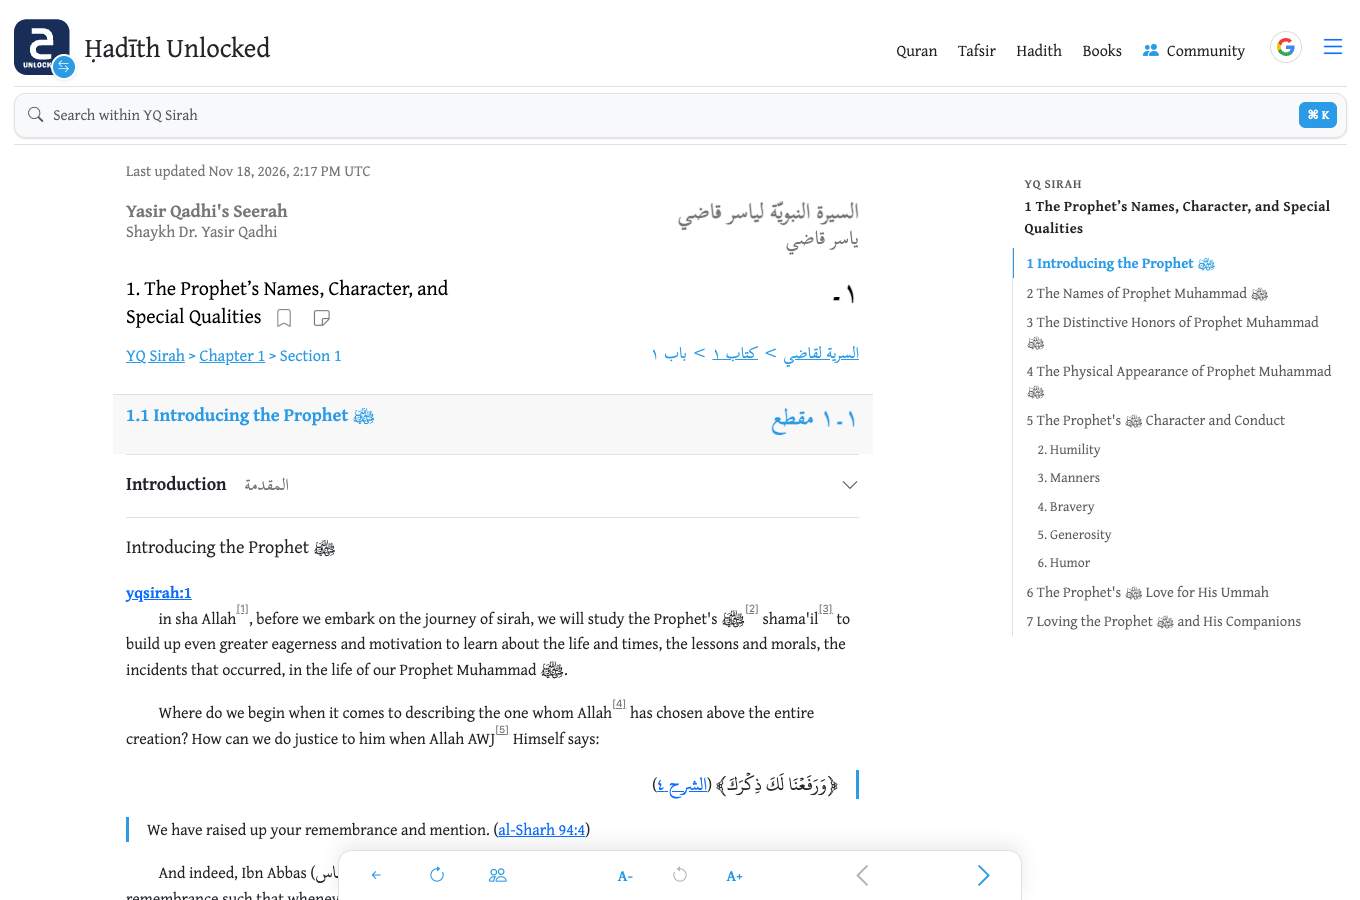 UNLOCK
Ḥadīth Unlocked
Quran Tafsir Hadith Books Community
Search within YQ Sirah
⌘ K
Last updated Nov 18, 2026, 2:17 PM UTC
Yasir Qadhi's Seerah
Shaykh Dr. Yasir Qadhi
السيرة النبويّة لياسر قاضي
ياسر قاضي
1. The Prophet’s Names, Character, and
Special Qualities
١ـ
YQ Sirah > Chapter 1 > Section 1
السرية لقاضي > كتاب ١ > باب ١
1.1 Introducing the Prophet ﷺ
١ـ١ مقطع
Introduction المقدمة
Introducing the Prophet ﷺ
yqsirah:1
in sha Allah[1], before we embark on the journey of sirah, we will study the Prophet's ﷺ[2] shama'il[3] to
build up even greater eagerness and motivation to learn about the life and times, the lessons and morals, the
incidents that occurred, in the life of our Prophet Muhammad ﷺ.
Where do we begin when it comes to describing the one whom Allah[4] has chosen above the entire
creation? How can we do justice to him when Allah AWJ[5] Himself says:
﴿وَرَفَعْنَا لَكَ ذِكْرَكَ﴾ (الشرح ٤)
We have raised up your remembrance and mention. (al-Sharh 94:4)
And indeed, Ibn Abbas (
remembrance such that whenev
A- A+
YQ SIRAH
1 The Prophet’s Names, Character, and Special
Qualities
1 Introducing the Prophet ﷺ
2 The Names of Prophet Muhammad ﷺ
3 The Distinctive Honors of Prophet Muhammad
ﷺ
4 The Physical Appearance of Prophet Muhammad
ﷺ
5 The Prophet's ﷺ Character and Conduct
2. Humility
3. Manners
4. Bravery
5. Generosity
6. Humor
6 The Prophet's ﷺ Love for His Ummah
7 Loving the Prophet ﷺ and His Companions